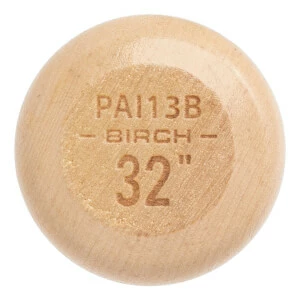 PAI13B
- BIRCH -
32"